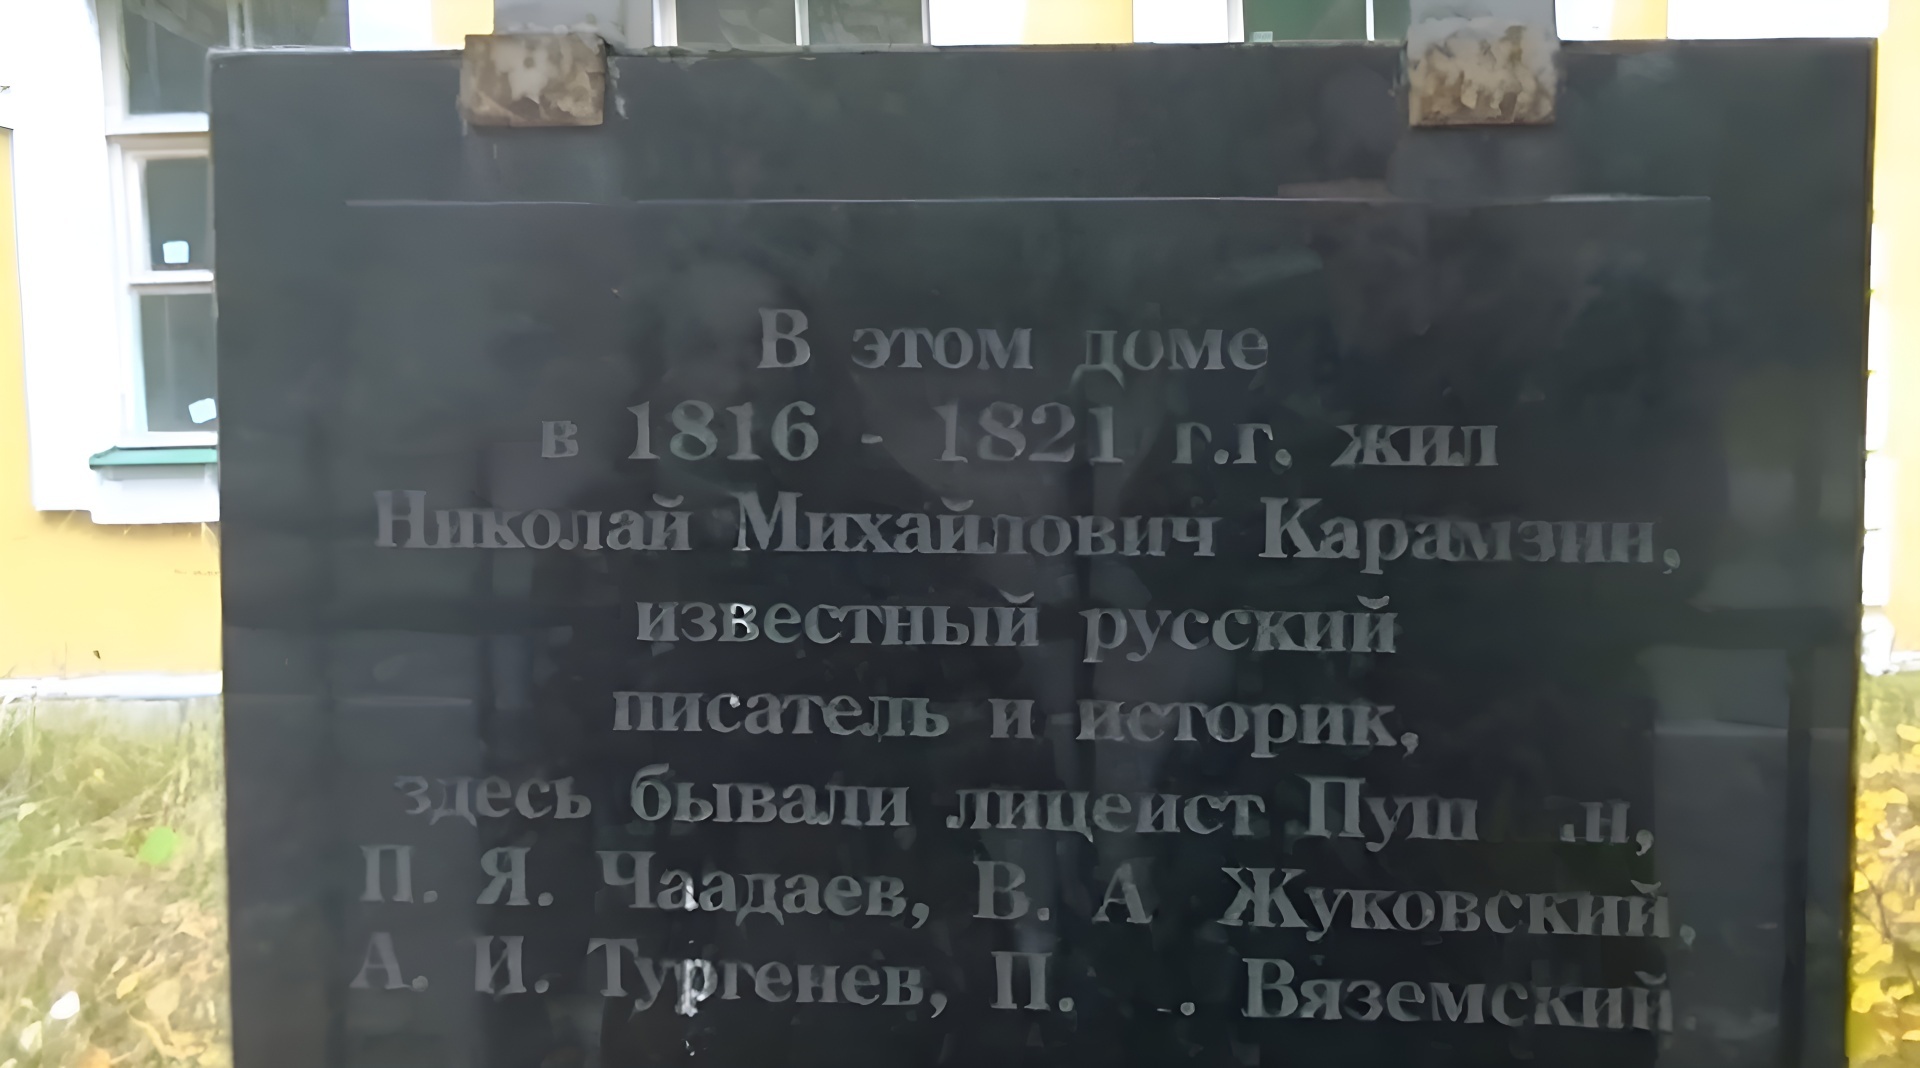 В этом доме
в 1816 - 1821 г.г. жил
Николай Михайлович Карамзин,
известный русский
писатель и историк,
здесь бывали лицеист
П. Я. Чаадаев, В. А Жуковский,
А. И. Тургенев, П. Вяземский.